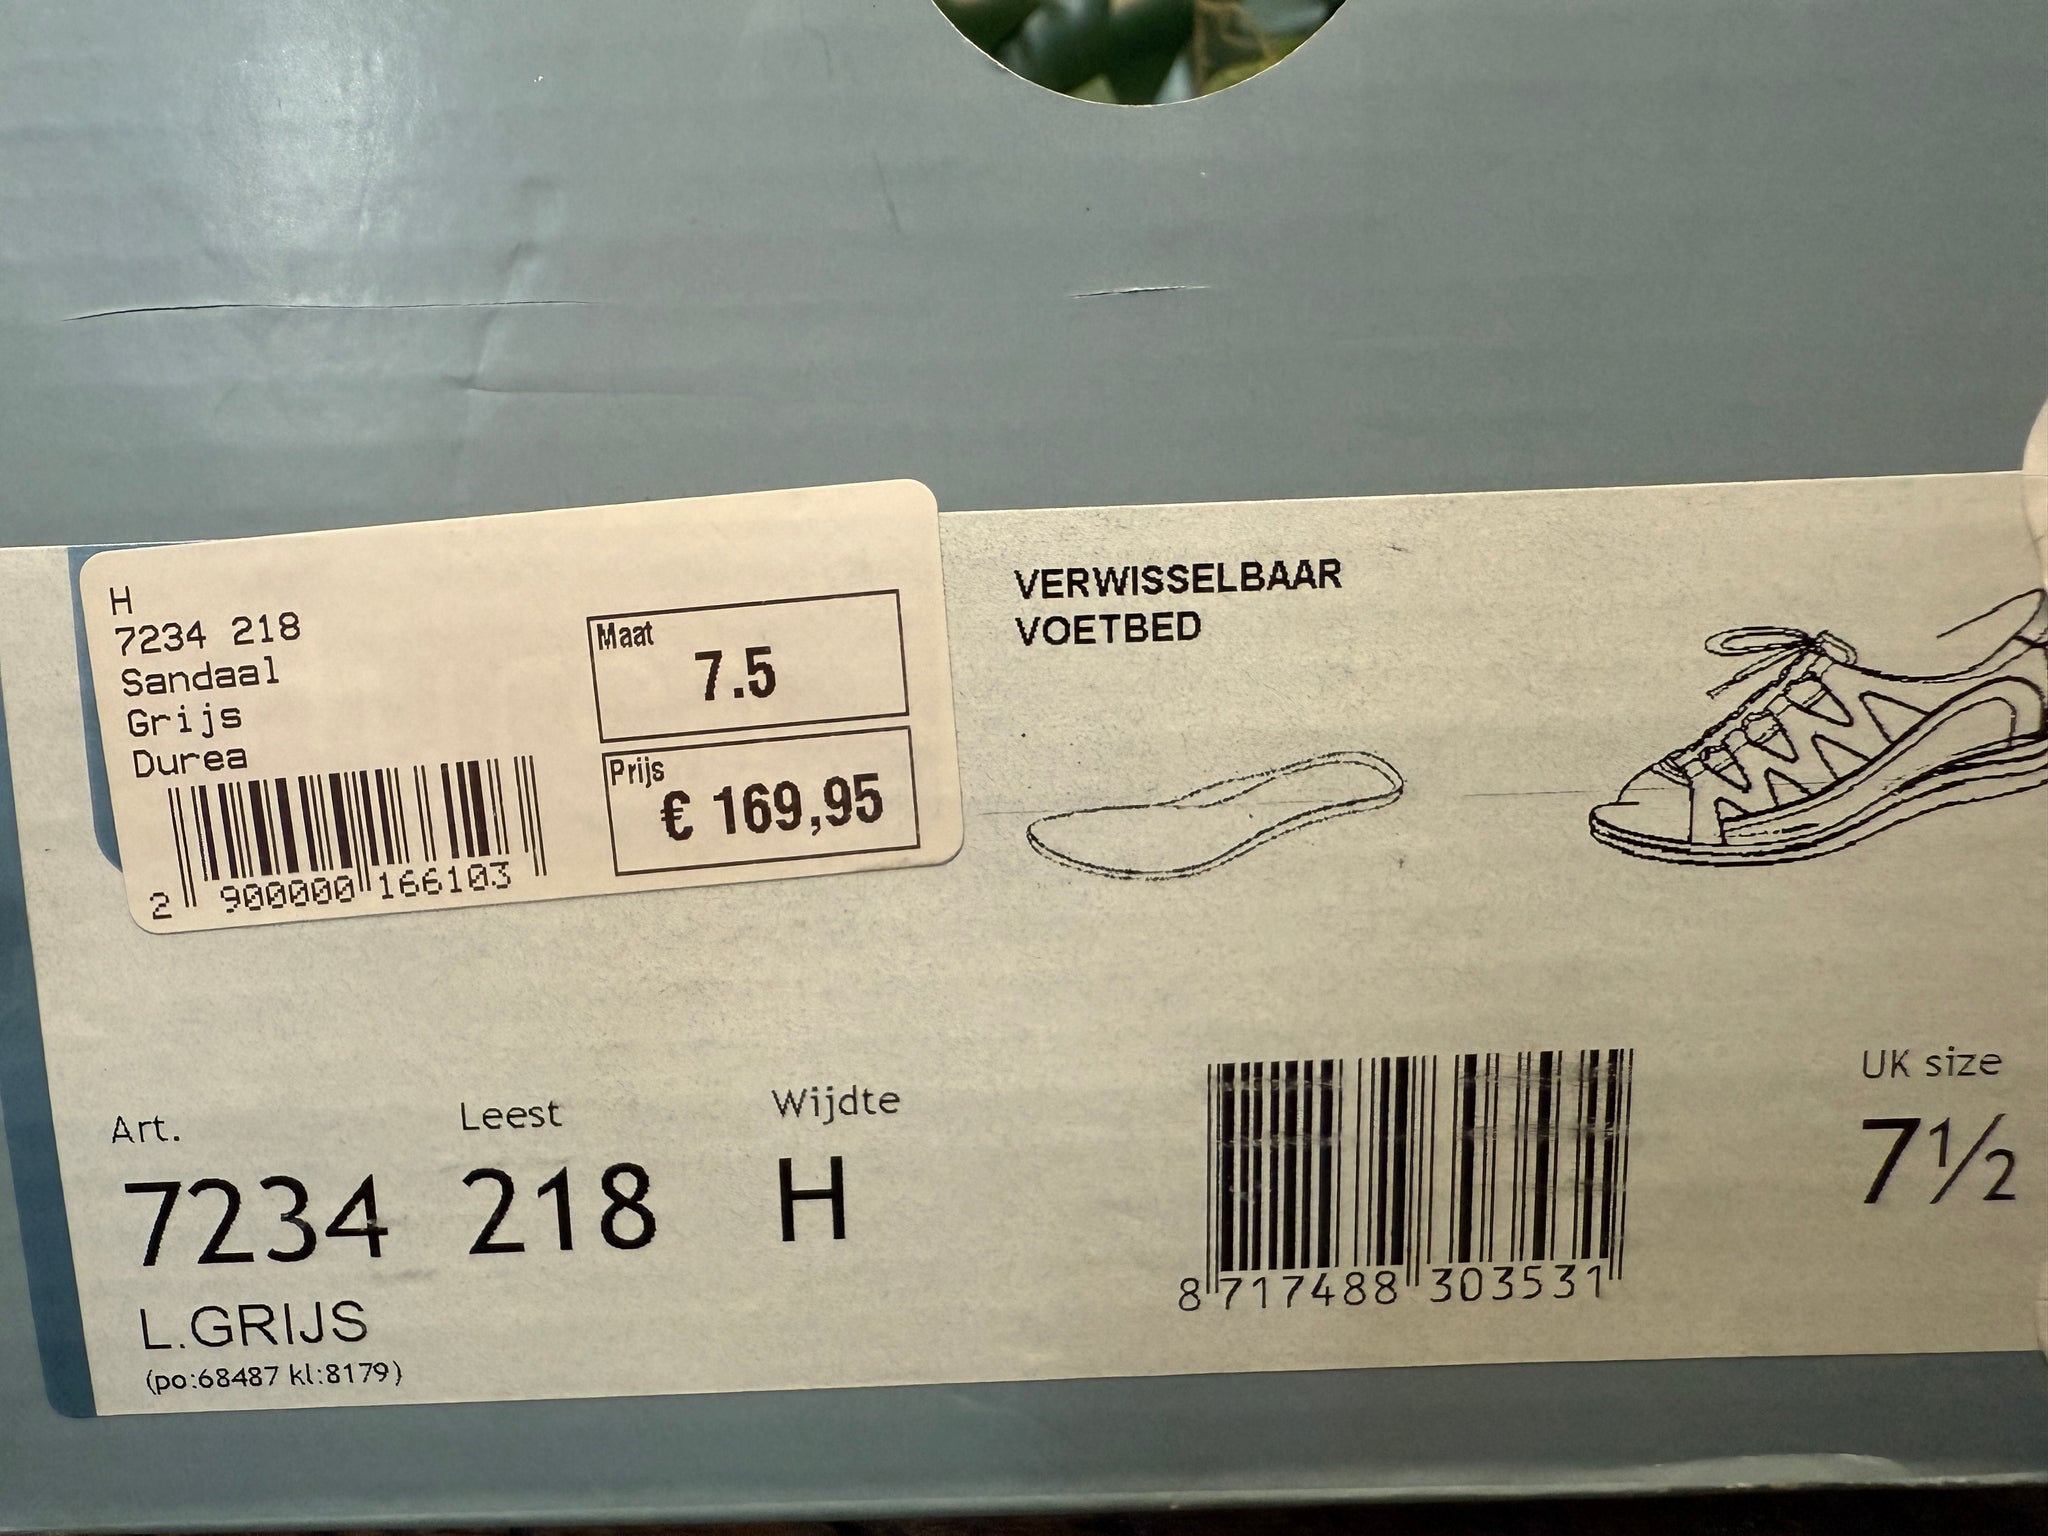 H
7234 218
Sandaal
Grijs
Durea
2 900000 166103
Maat
7.5
Prijs
€ 169,95
VERWISSELBAAR
VOETBED
Art.
7234
Leest
218
Wijdte
H
L.GRIJS
(po:68487 kl:8179)
8 717488 303531
UK size
7½